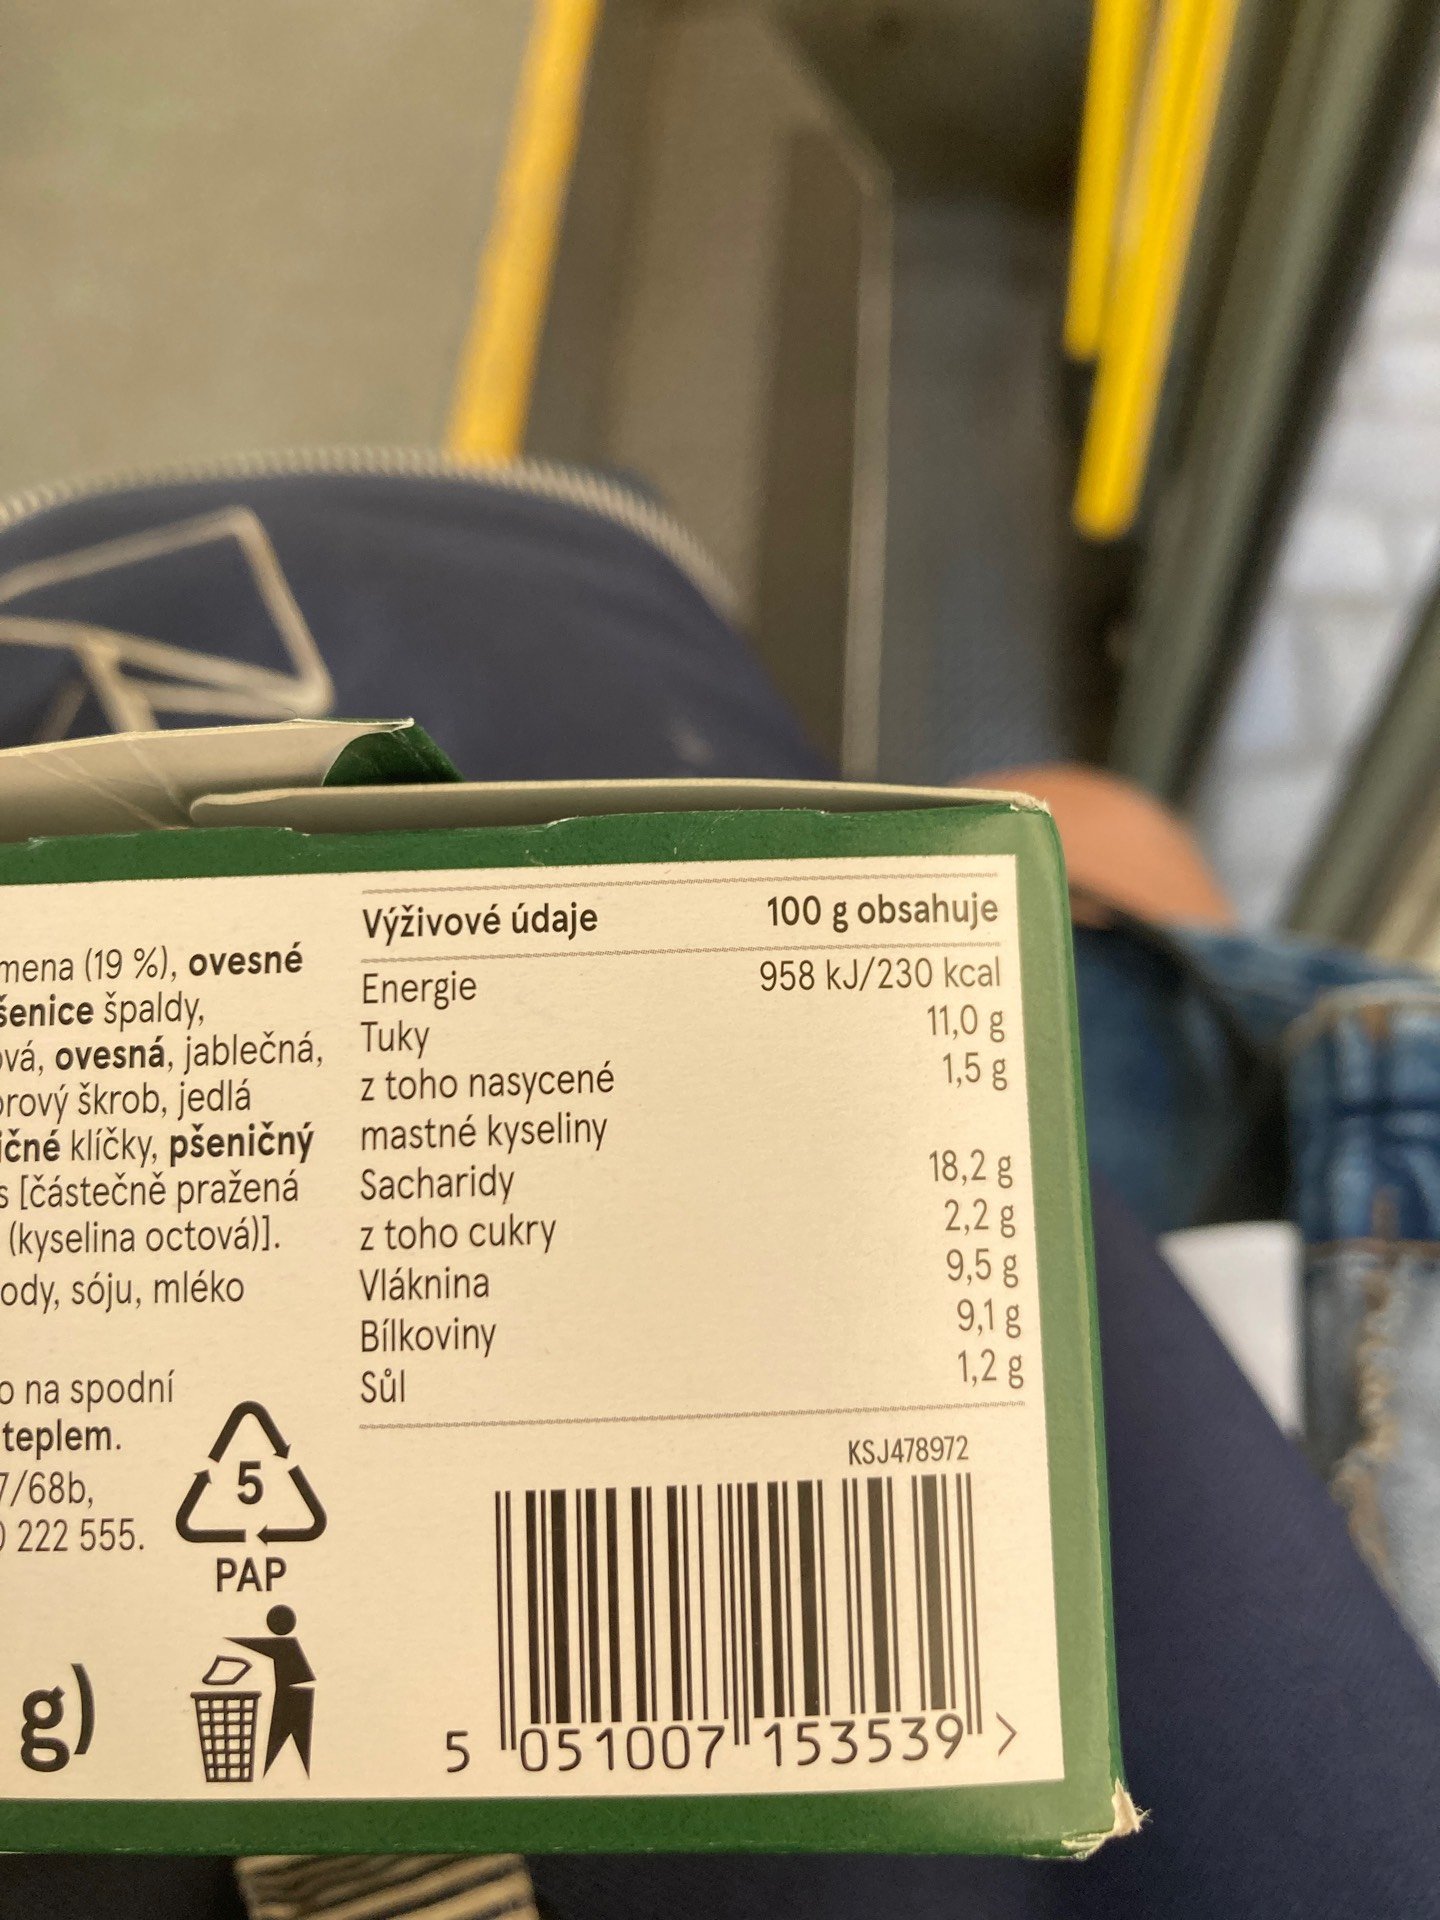 mena (19 %), ovesné
šenice špaldy,
ová, ovesná, jablečná,
orový škrob, jedlá
ičné klíčky, pšeničný
s [částečně pražená
(kyselina octová)].
ody, sóju, mléko
o na spodní
teplem.
7/68b,
0 222 555.
g)
5
PAP
Výživové údaje 100 g obsahuje
Energie 958 kJ/230 kcal
Tuky 11,0 g
z toho nasycené 1,5 g
mastné kyseliny
Sacharidy 18,2 g
z toho cukry 2,2 g
Vláknina 9,5 g
Bílkoviny 9,1 g
Sůl 1,2 g
KSJ478972
5 051007 153539 >